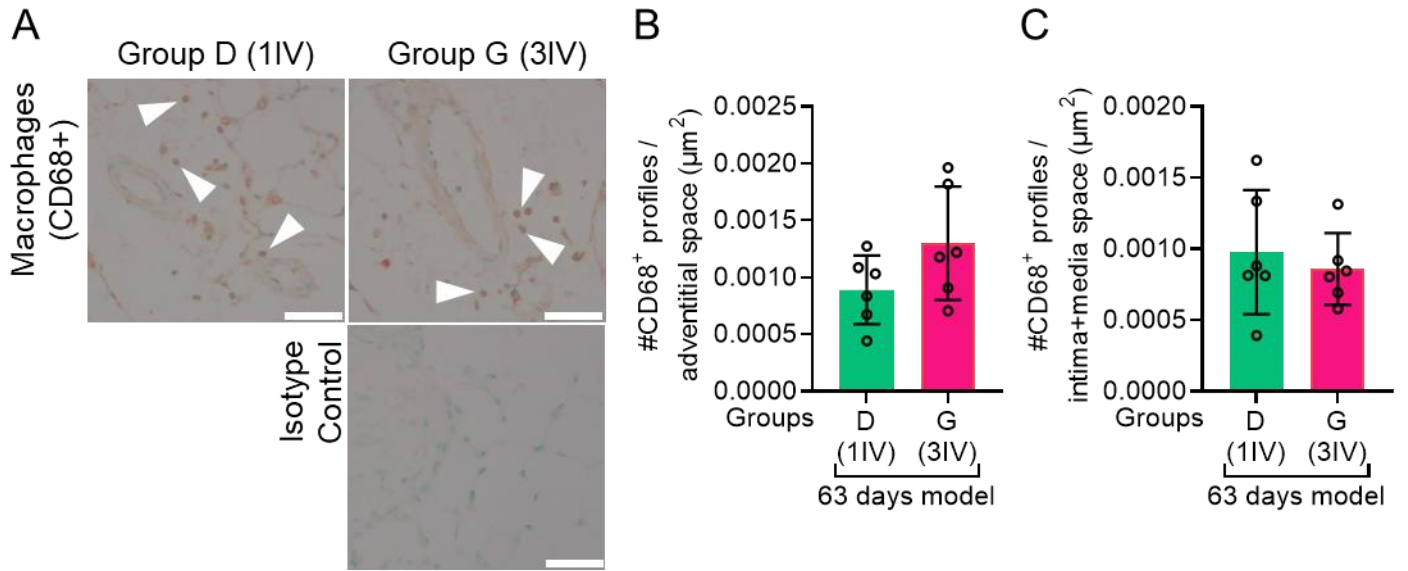 A
Group D (1IV)
Group G (3IV)
Macrophages
(CD68+)
Isotype
Control
B
#CD68⁺ profiles /
adventitial space (µm²)
0.0025
0.0020
0.0015
0.0010
0.0005
0.0000
Groups
D
G
(1IV)
(3IV)
63 days model
C
#CD68⁺ profiles /
intima+media space (µm²)
0.0020
0.0015
0.0010
0.0005
0.0000
Groups
D
G
(1IV)
(3IV)
63 days model